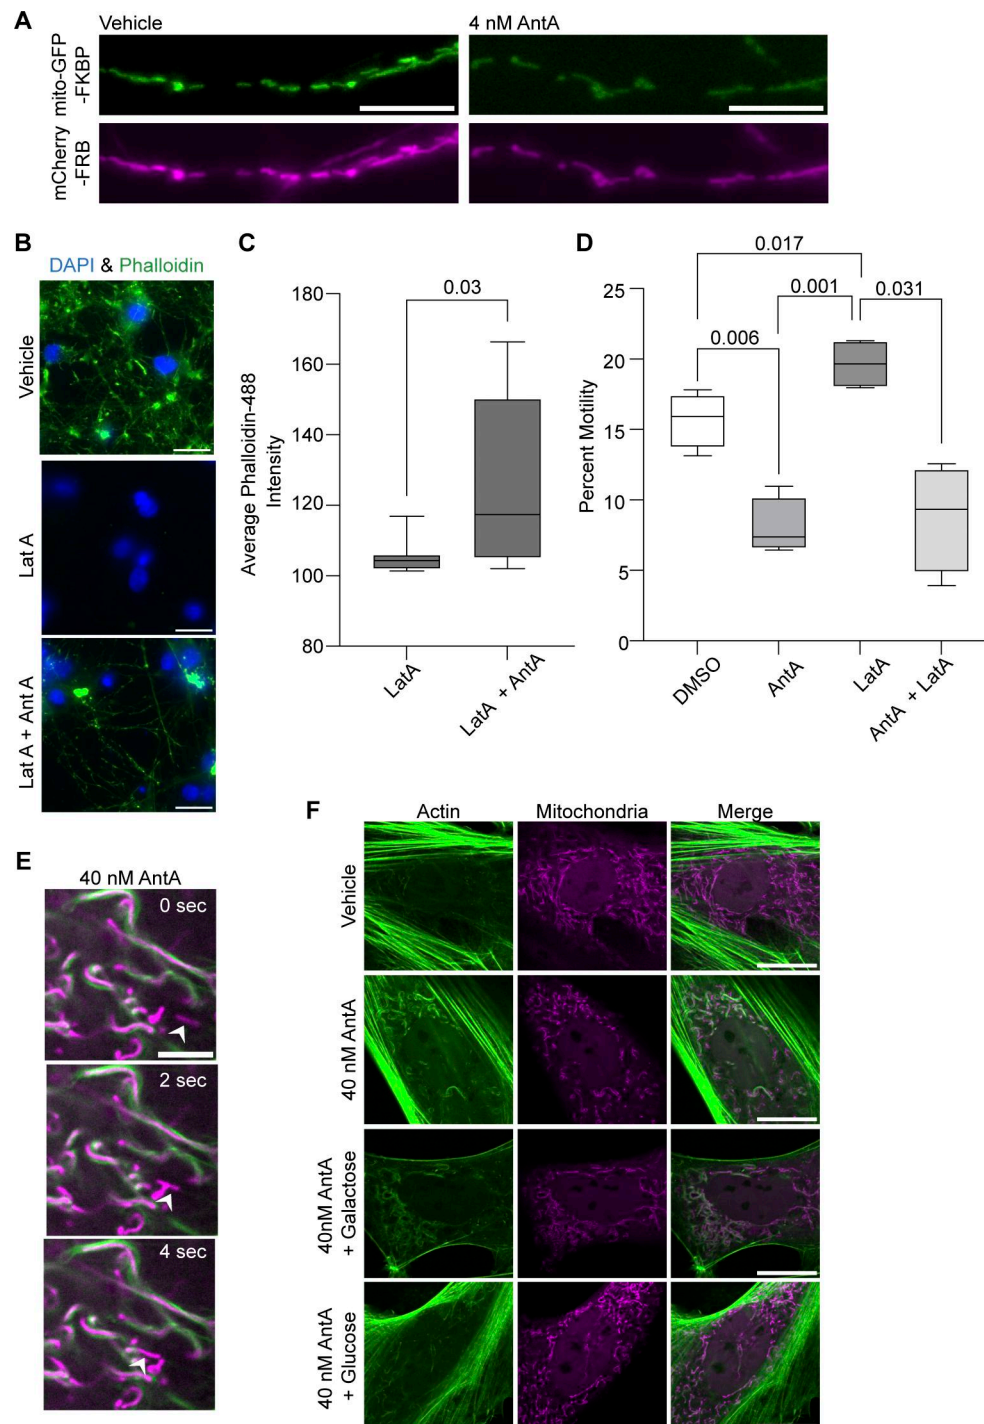 A
Vehicle
4 nM AntA
mito-GFP
-FKBP
mCherry
-FRB
B
DAPI & Phalloidin
Vehicle
Lat A
Lat A + Ant A
C
Average Phalloidin-488
Intensity
180
160
140
120
100
80
0.03
LatA
LatA + AntA
D
Percent Motility
25
20
15
10
5
0
0.017
0.001
0.031
0.006
DMSO
AntA
LatA
AntA + LatA
E
40 nM AntA
0 sec
2 sec
4 sec
F
Actin
Mitochondria
Merge
Vehicle
40 nM AntA
40nM AntA
+ Galactose
40 nM AntA
+ Glucose